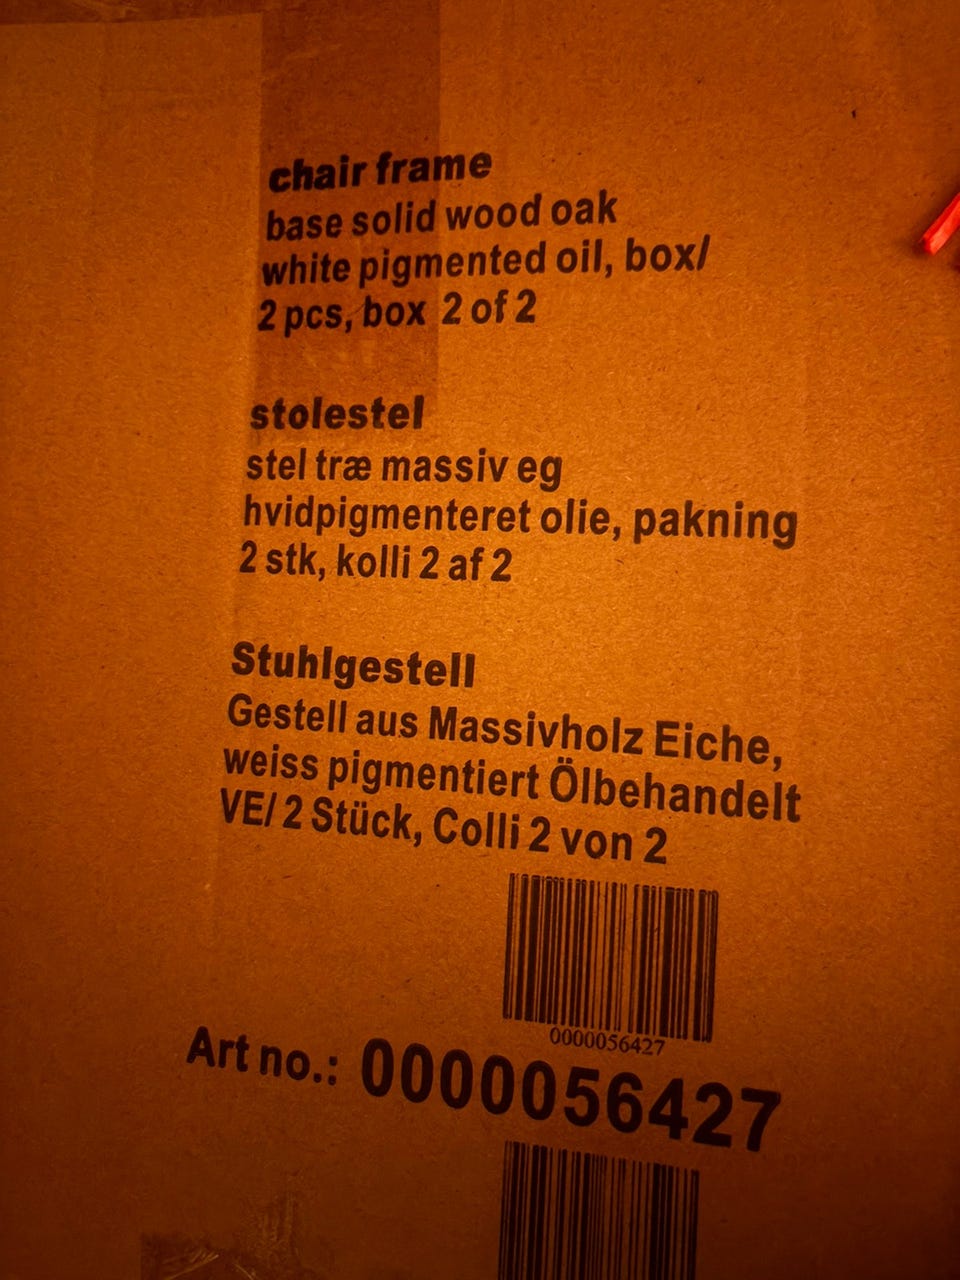 chair frame
base solid wood oak
white pigmented oil, box/
2 pcs, box 2 of 2
stolestel
stel træ massiv eg
hvidpigmenteret olie, pakning
2 stk, kolli 2 af 2
Stuhlgestell
Gestell aus Massivholz Eiche,
weiss pigmentiert Ölbehandelt
VE/ 2 Stück, Colli 2 von 2
0000056427
Art no.: 0000056427